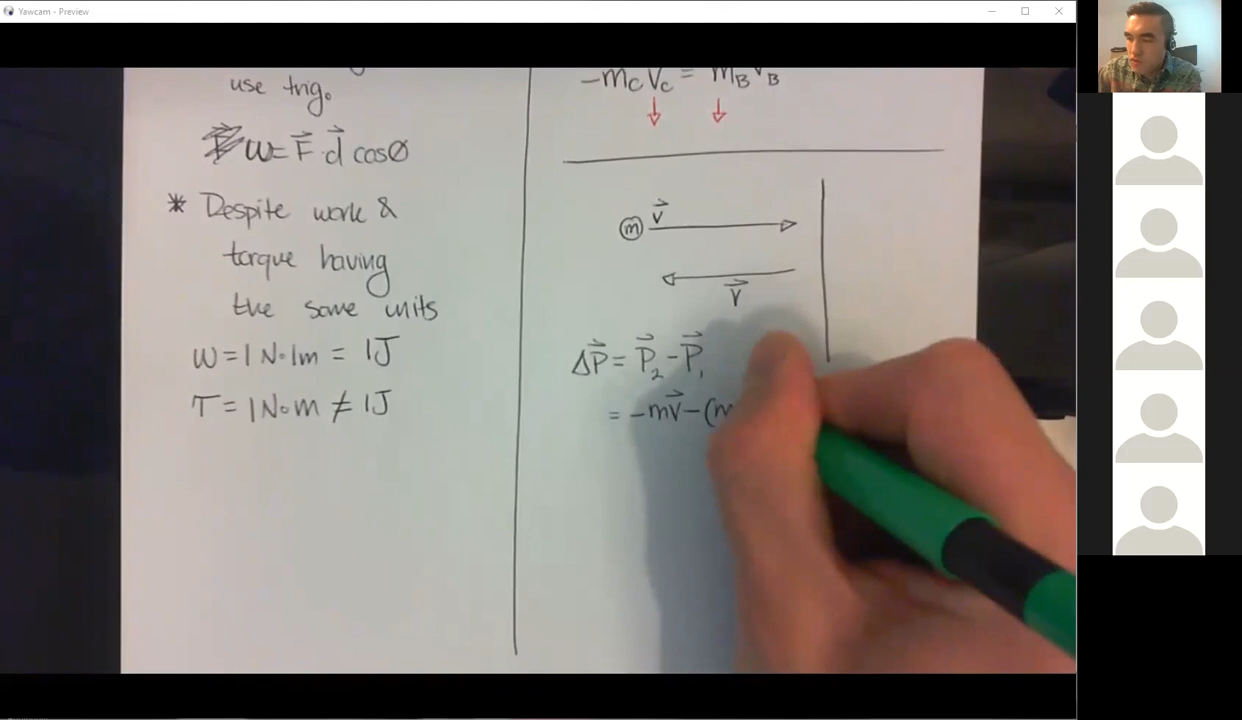 Yawcam - Preview
use trig.
W = F⃗ · d⃗ cosθ
* Despite work &
torque having
the same units
W = 1 N·1m = 1J
T = 1 N·m ≠ 1J
-mcVc = mBVB
m v⃗
v⃗
ΔP⃗ = P⃗₂ - P⃗₁
= -mv⃗ - (m